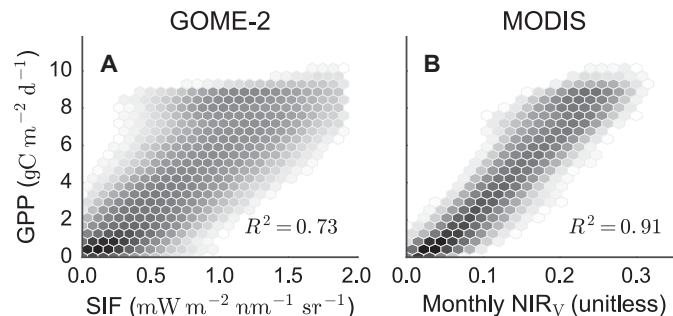 GOME-2
MODIS
A
B
GPP (gC m⁻² d⁻¹)
10
8
6
4
2
0
R² = 0.73
R² = 0.91
0.0 0.5 1.0 1.5 2.0
0.0 0.1 0.2 0.3
SIF (mW m⁻² nm⁻¹ sr⁻¹)
Monthly NIR_V (unitless)